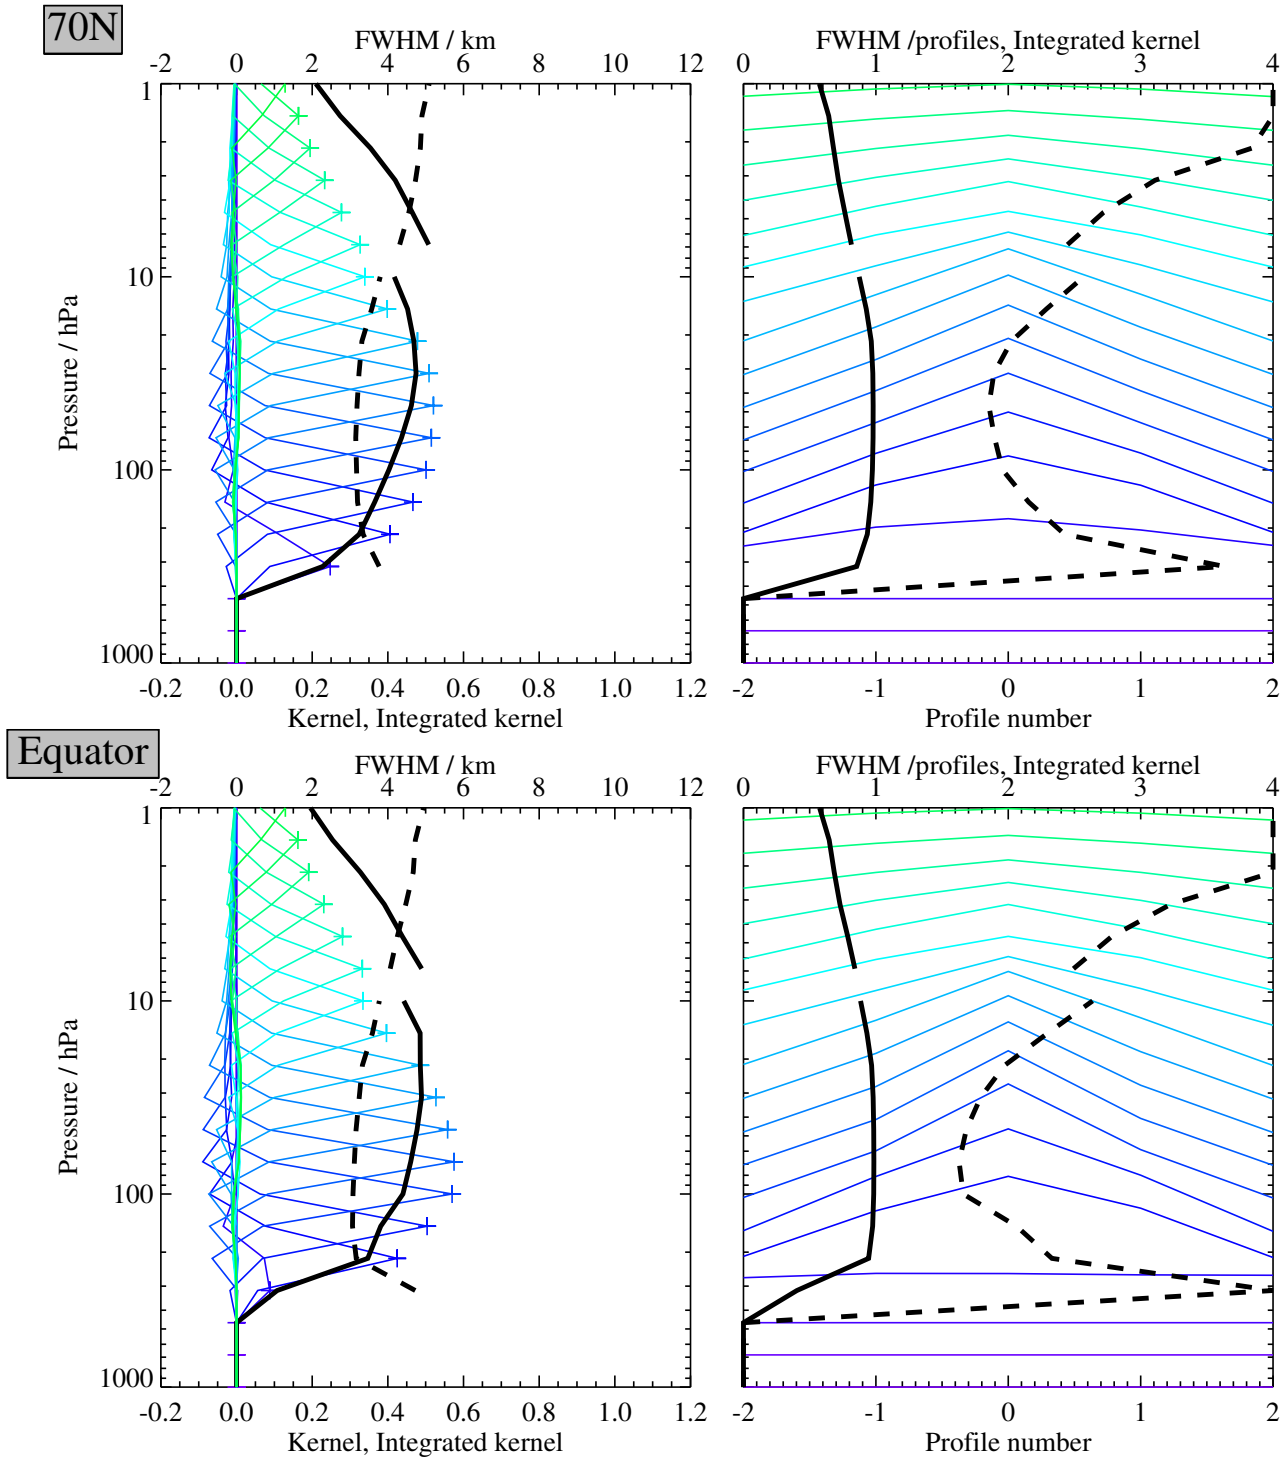 70N
FWHM / km
FWHM /profiles, Integrated kernel
-2 0 2 4 6 8 10 12
0 1 2 3 4
1
10
100
1000
Pressure / hPa
-0.2 0.0 0.2 0.4 0.6 0.8 1.0 1.2
-2 -1 0 1 2
Kernel, Integrated kernel
Profile number
Equator
FWHM / km
FWHM /profiles, Integrated kernel
-2 0 2 4 6 8 10 12
0 1 2 3 4
1
10
100
1000
Pressure / hPa
-0.2 0.0 0.2 0.4 0.6 0.8 1.0 1.2
-2 -1 0 1 2
Kernel, Integrated kernel
Profile number